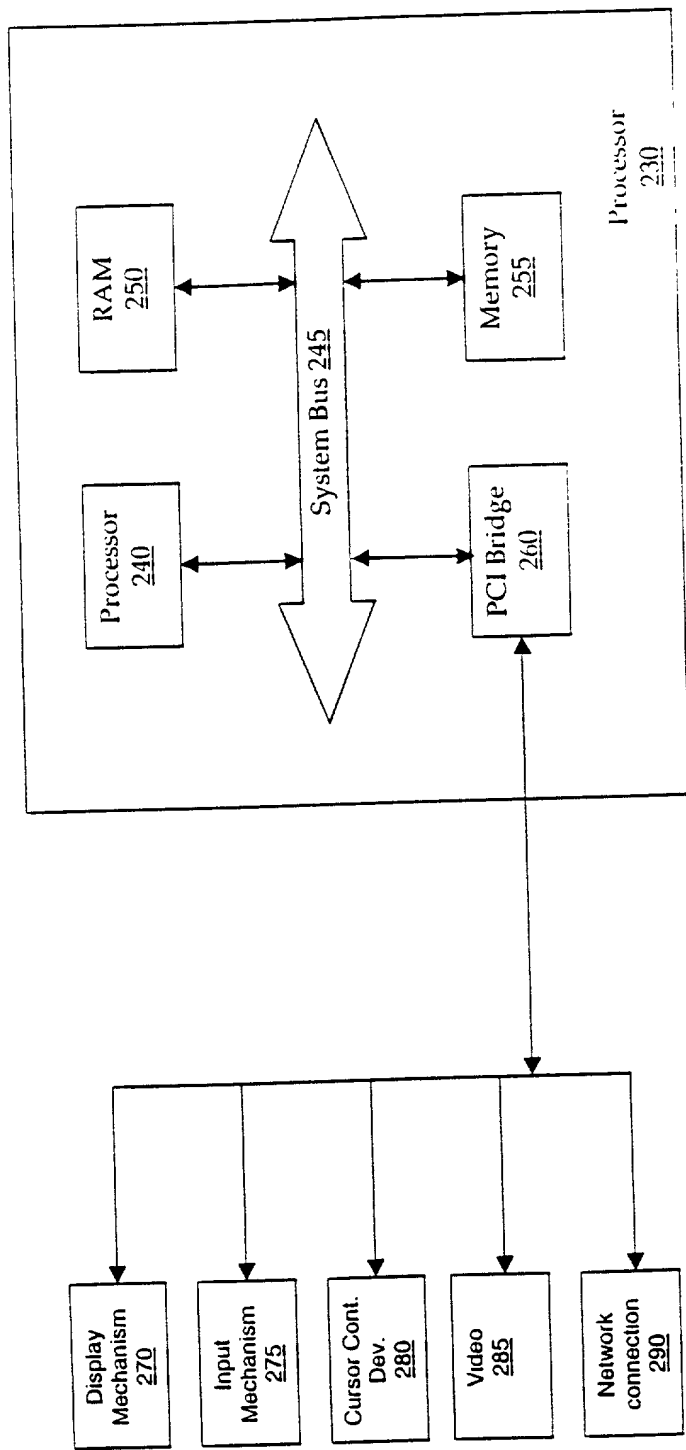 Processor
240
RAM
250
System Bus 245
PCI Bridge
260
Memory
255
Processor
230
Display
Mechanism
270
Input
Mechanism
275
Cursor Cont.
Dev.
280
Video
285
Network
connection
290